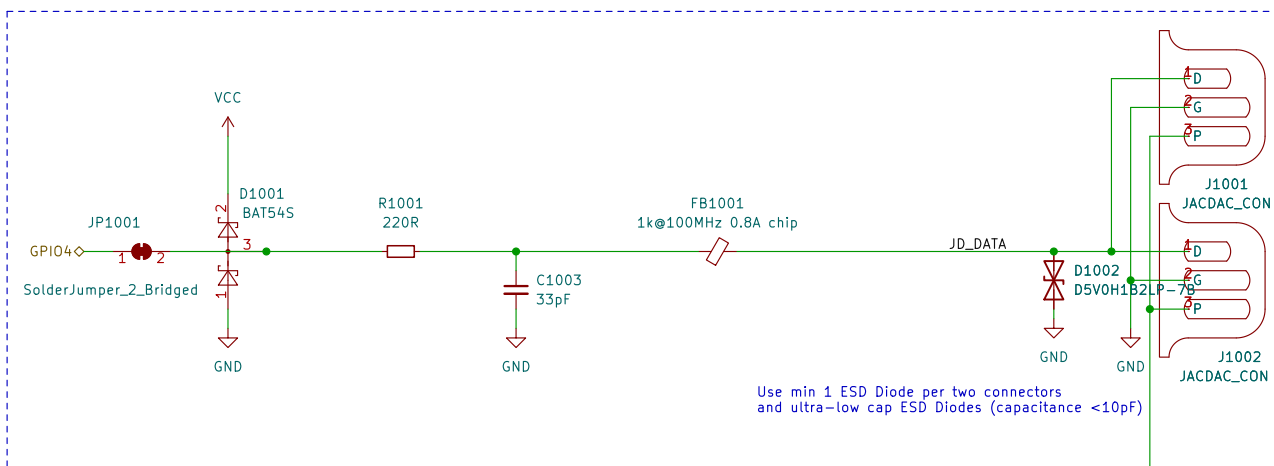 VCC
D1001
BAT54S
2
3
1
JP1001
GPIO4
1
2
SolderJumper_2_Bridged
GND
R1001
220R
C1003
33pF
GND
FB1001
1k@100MHz 0.8A chip
JD_DATA
D1002
D5V0H1B2LP-7B
GND
GND
1
D
2
G
3
P
J1001
JACDAC_CON
1
D
2
G
3
P
J1002
JACDAC_CON
Use min 1 ESD Diode per two connectors
and ultra-low cap ESD Diodes (capacitance <10pF)